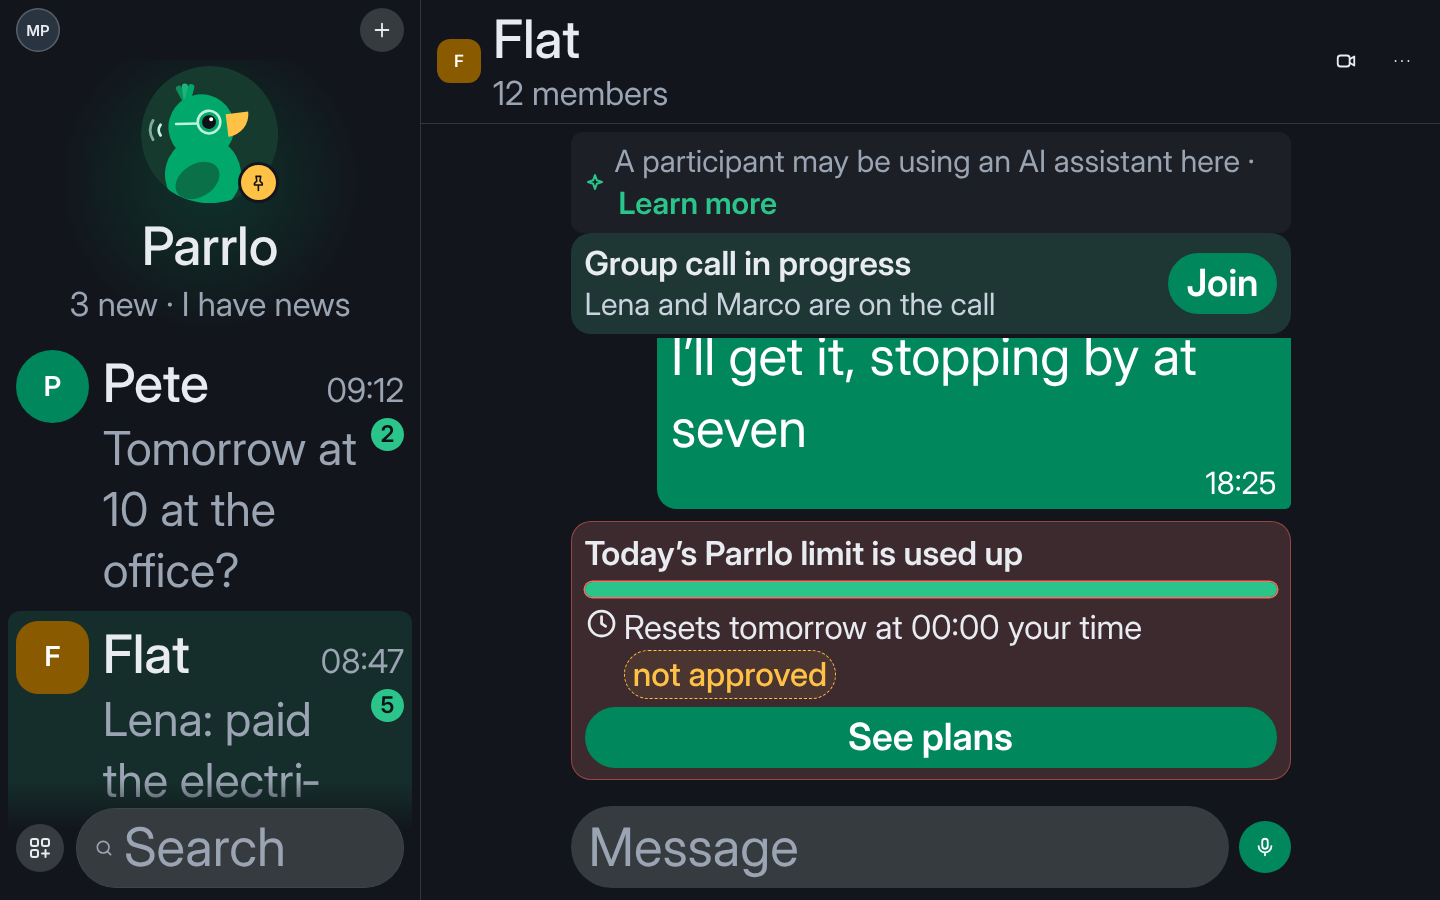 MP
Parrlo
3 new · I have news
P
Pete
09:12
Tomorrow at
2
10 at the
office?
F
Flat
08:47
Lena: paid
5
the electri-
Search
F
Flat
12 members
A participant may be using an AI assistant here ·
Learn more
Group call in progress
Lena and Marco are on the call
Join
I’ll get it, stopping by at
seven
18:25
Today’s Parrlo limit is used up
Resets tomorrow at 00:00 your time
not approved
See plans
Message